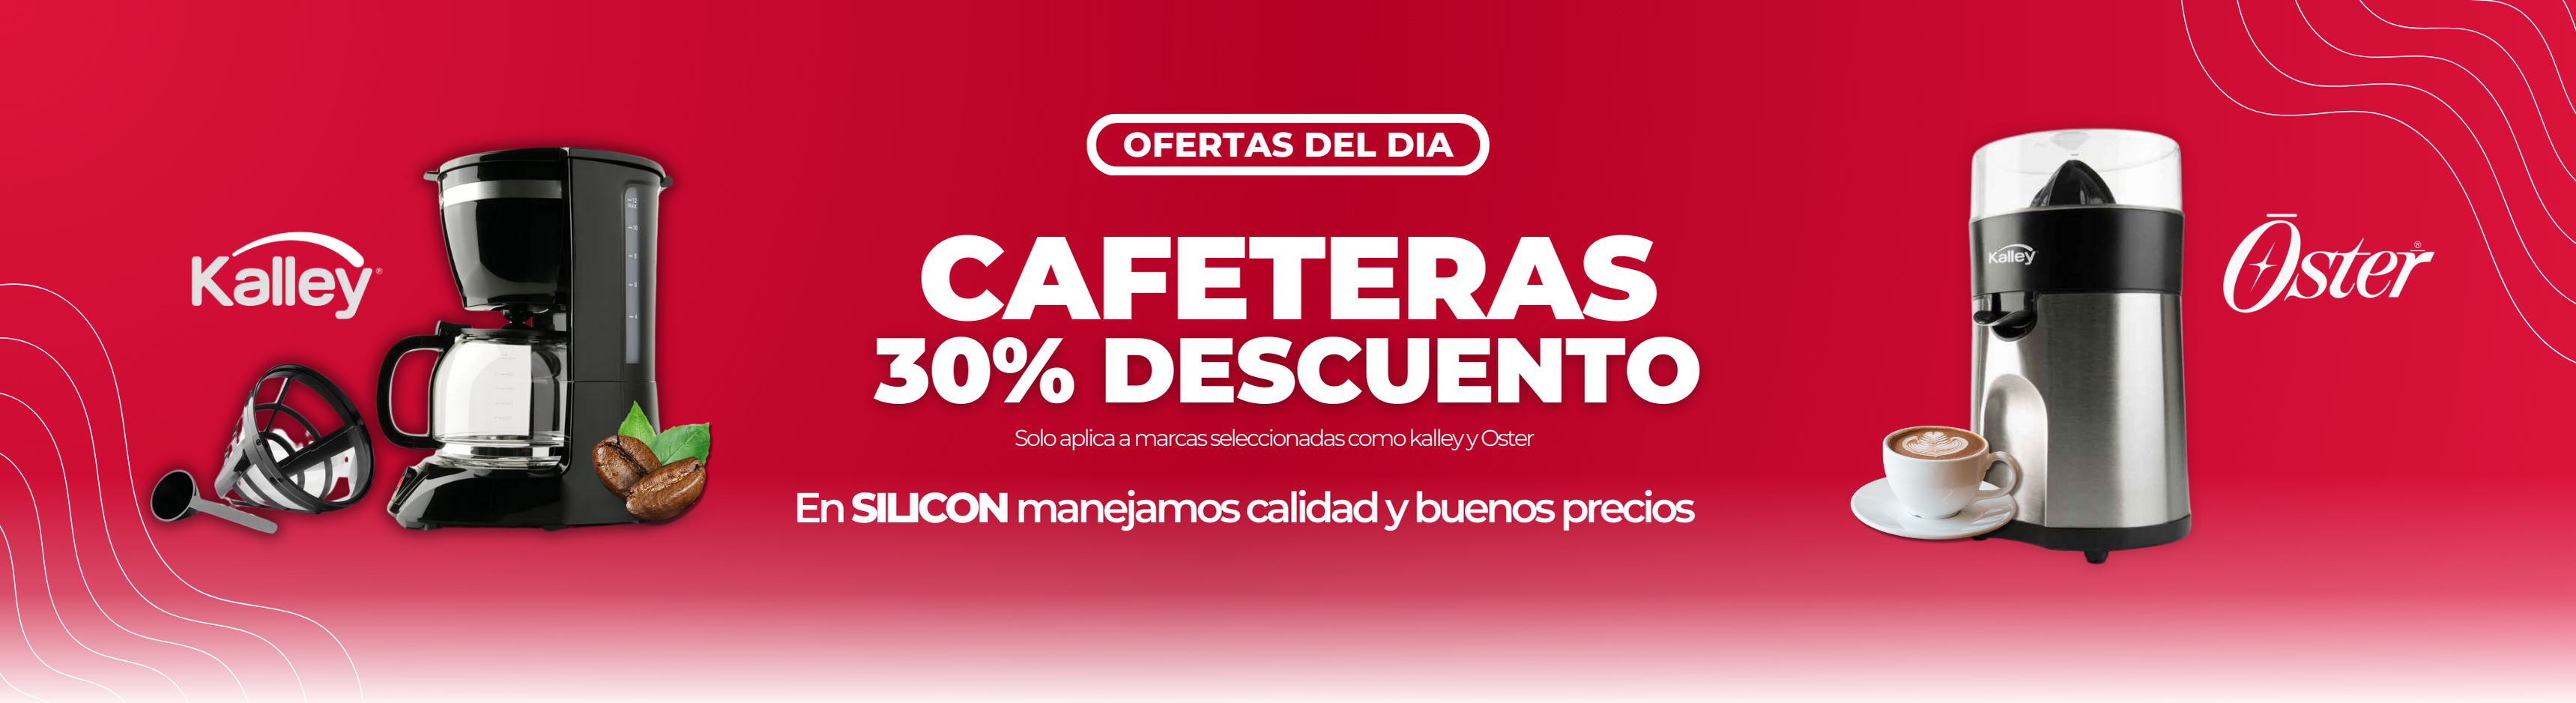 OFERTAS DEL DIA
CAFETERAS
30% DESCUENTO
Solo aplica a marcas seleccionadas como kalley y Oster
En SILICON manejamos calidad y buenos precios
Kalley®
Kalley
Oster®